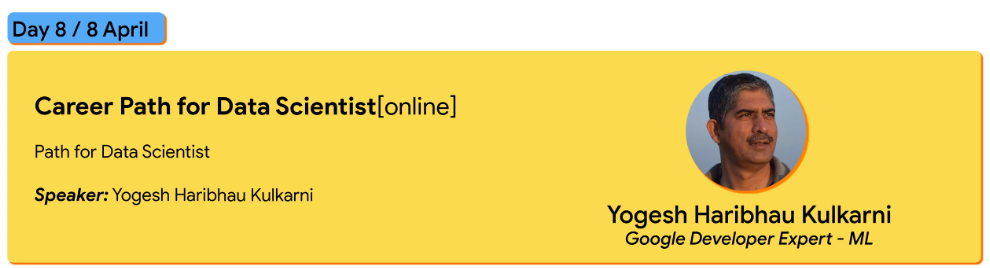 Day 8 / 8 April
Career Path for Data Scientist[online]
Path for Data Scientist
Speaker: Yogesh Haribhau Kulkarni
Yogesh Haribhau Kulkarni
Google Developer Expert - ML